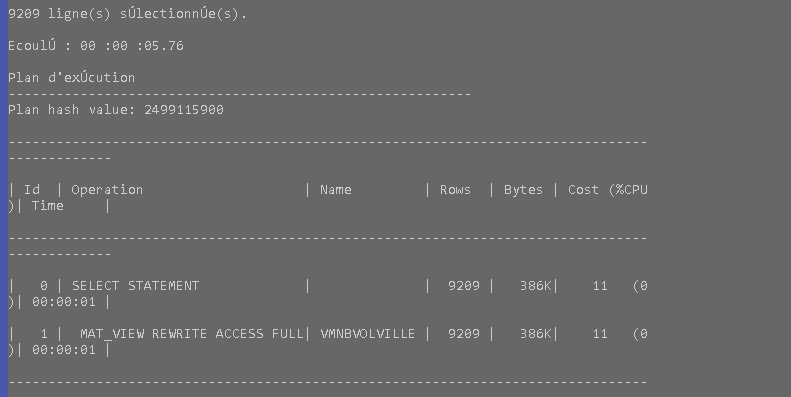 9209 ligne(s) sÚlectionnÚe(s).
EcoulÚ : 00 :00 :05.76
Plan d'exÚcution
----------------------------------------------------------
Plan hash value: 2499115900
--------------------------------------------------------------------------------
-------------
| Id  | Operation                    | Name         | Rows  | Bytes | Cost (%CPU
)| Time     |
--------------------------------------------------------------------------------
-------------
|   0 | SELECT STATEMENT             |              |  9209 |   386K|    11   (0
)| 00:00:01 |
|   1 |  MAT_VIEW REWRITE ACCESS FULL| VMNBVOLVILLE |  9209 |   386K|    11   (0
)| 00:00:01 |
--------------------------------------------------------------------------------